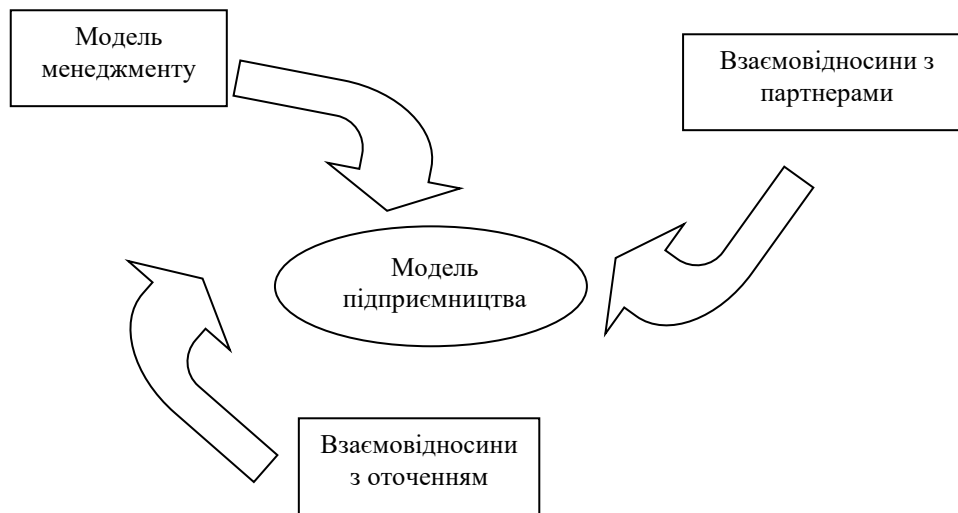 Модель
менеджменту
Взаємовідносини з
партнерами
Модель
підприємництва
Взаємовідносини
з оточенням